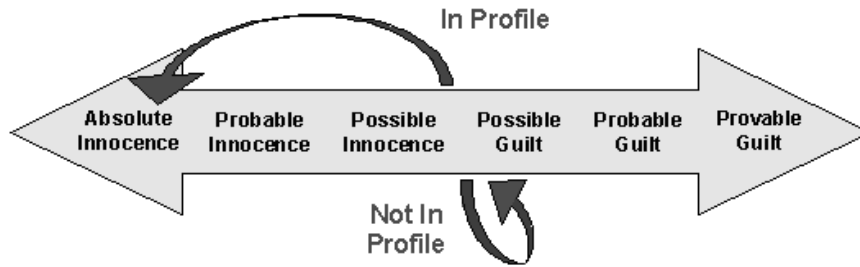 In Profile
Absolute Innocence
Probable Innocence
Possible Innocence
Possible Guilt
Probable Guilt
Provable Guilt
Not In
Profile